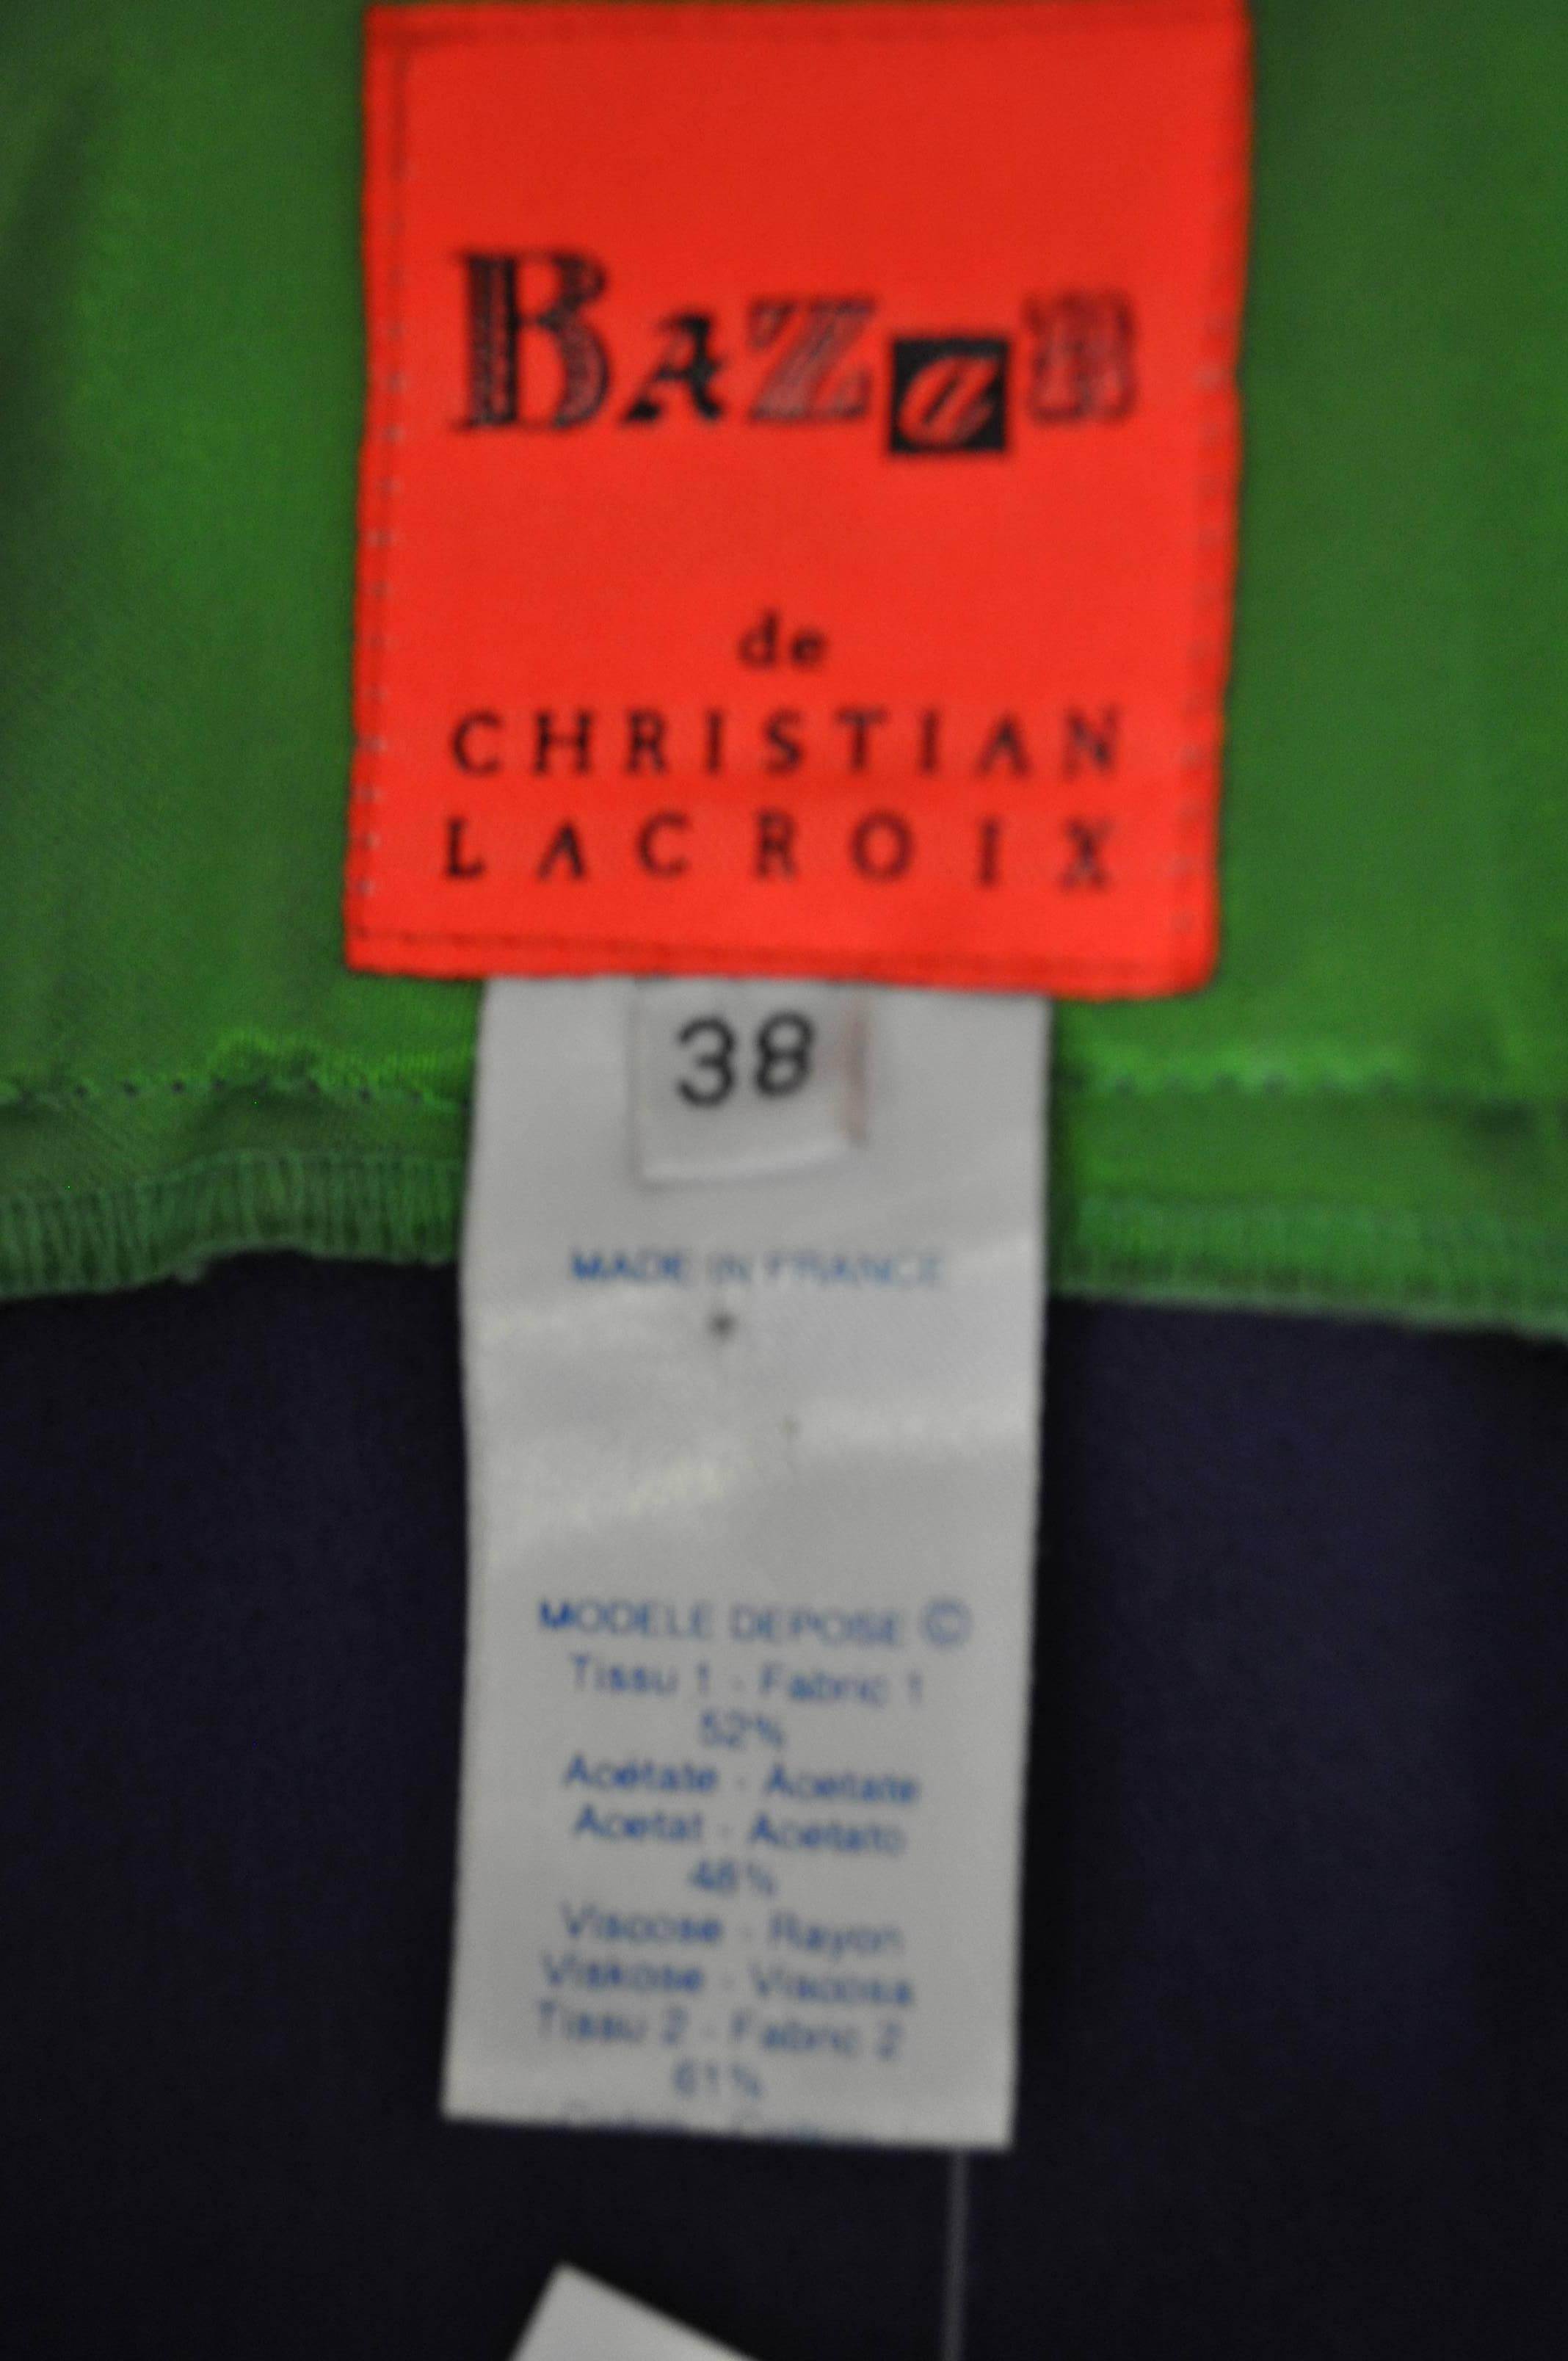 BAZaR
de
CHRISTIAN
LACROIX
38
MADE IN FRANCE
MODELE DEPOSE ©
Tissu 1 - Fabric 1
52%
Acétate - Acetate
Acetat - Acetato
48%
Viscose - Rayon
Viskose - Viscosa
Tissu 2 - Fabric 2
61%